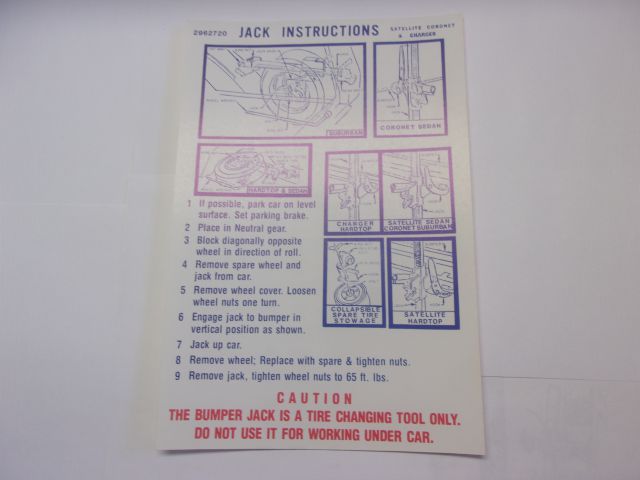 2962720 JACK INSTRUCTIONS SATELLITE CORONET
& CHARGER
SUBURBAN
CORONET SEDAN
HARDTOP & SEDAN
CHARGER
HARDTOP
SATELLITE SEDAN
CORONET SUBURBAN
COLLAPSIBLE
SPARE TIRE
STOWAGE
SATELLITE
HARDTOP
1 If possible, park car on level
surface. Set parking brake.
2 Place in Neutral gear.
3 Block diagonally opposite
wheel in direction of roll.
4 Remove spare wheel and
jack from car.
5 Remove wheel cover. Loosen
wheel nuts one turn.
6 Engage jack to bumper in
vertical position as shown.
7 Jack up car.
8 Remove wheel; Replace with spare & tighten nuts.
9 Remove jack, tighten wheel nuts to 65 ft. lbs.
CAUTION
THE BUMPER JACK IS A TIRE CHANGING TOOL ONLY.
DO NOT USE IT FOR WORKING UNDER CAR.